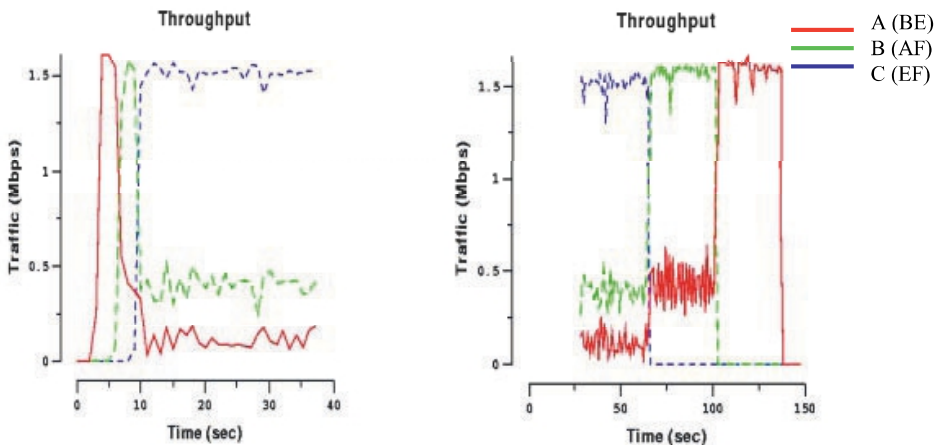 Throughput
Traffic (Mbps)
1.5
1
0.5
0
0
10
20
30
40
Time (sec)
Throughput
Traffic (Mbps)
1.5
1
0.5
0
0
50
100
150
Time (sec)
A (BE)
B (AF)
C (EF)